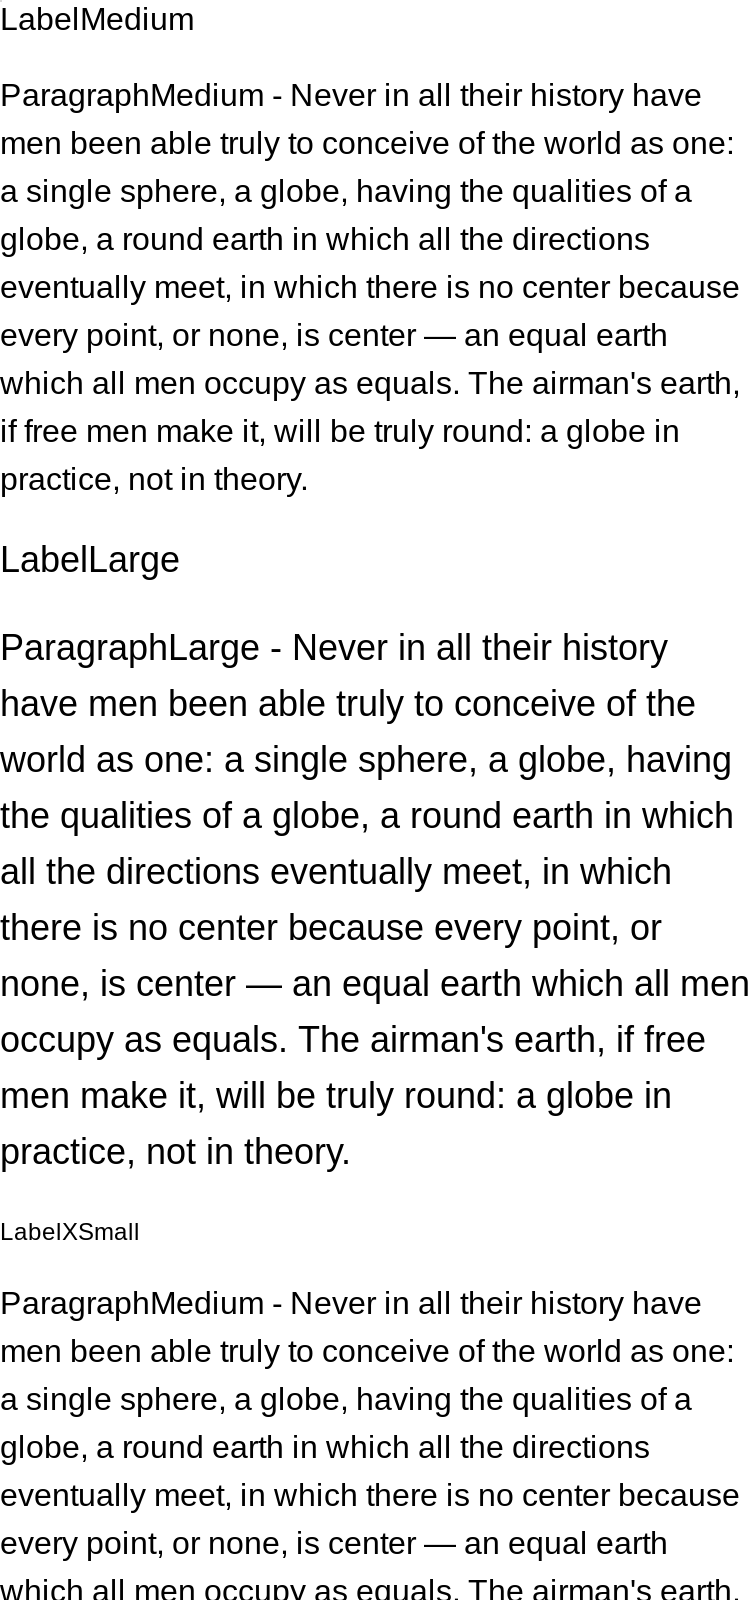 LabelMedium
ParagraphMedium - Never in all their history have
men been able truly to conceive of the world as one:
a single sphere, a globe, having the qualities of a
globe, a round earth in which all the directions
eventually meet, in which there is no center because
every point, or none, is center — an equal earth
which all men occupy as equals. The airman's earth,
if free men make it, will be truly round: a globe in
practice, not in theory.
LabelLarge
ParagraphLarge - Never in all their history
have men been able truly to conceive of the
world as one: a single sphere, a globe, having
the qualities of a globe, a round earth in which
all the directions eventually meet, in which
there is no center because every point, or
none, is center — an equal earth which all men
occupy as equals. The airman's earth, if free
men make it, will be truly round: a globe in
practice, not in theory.
LabelXSmall
ParagraphMedium - Never in all their history have
men been able truly to conceive of the world as one:
a single sphere, a globe, having the qualities of a
globe, a round earth in which all the directions
eventually meet, in which there is no center because
every point, or none, is center — an equal earth
which all men occupy as equals. The airman's earth,